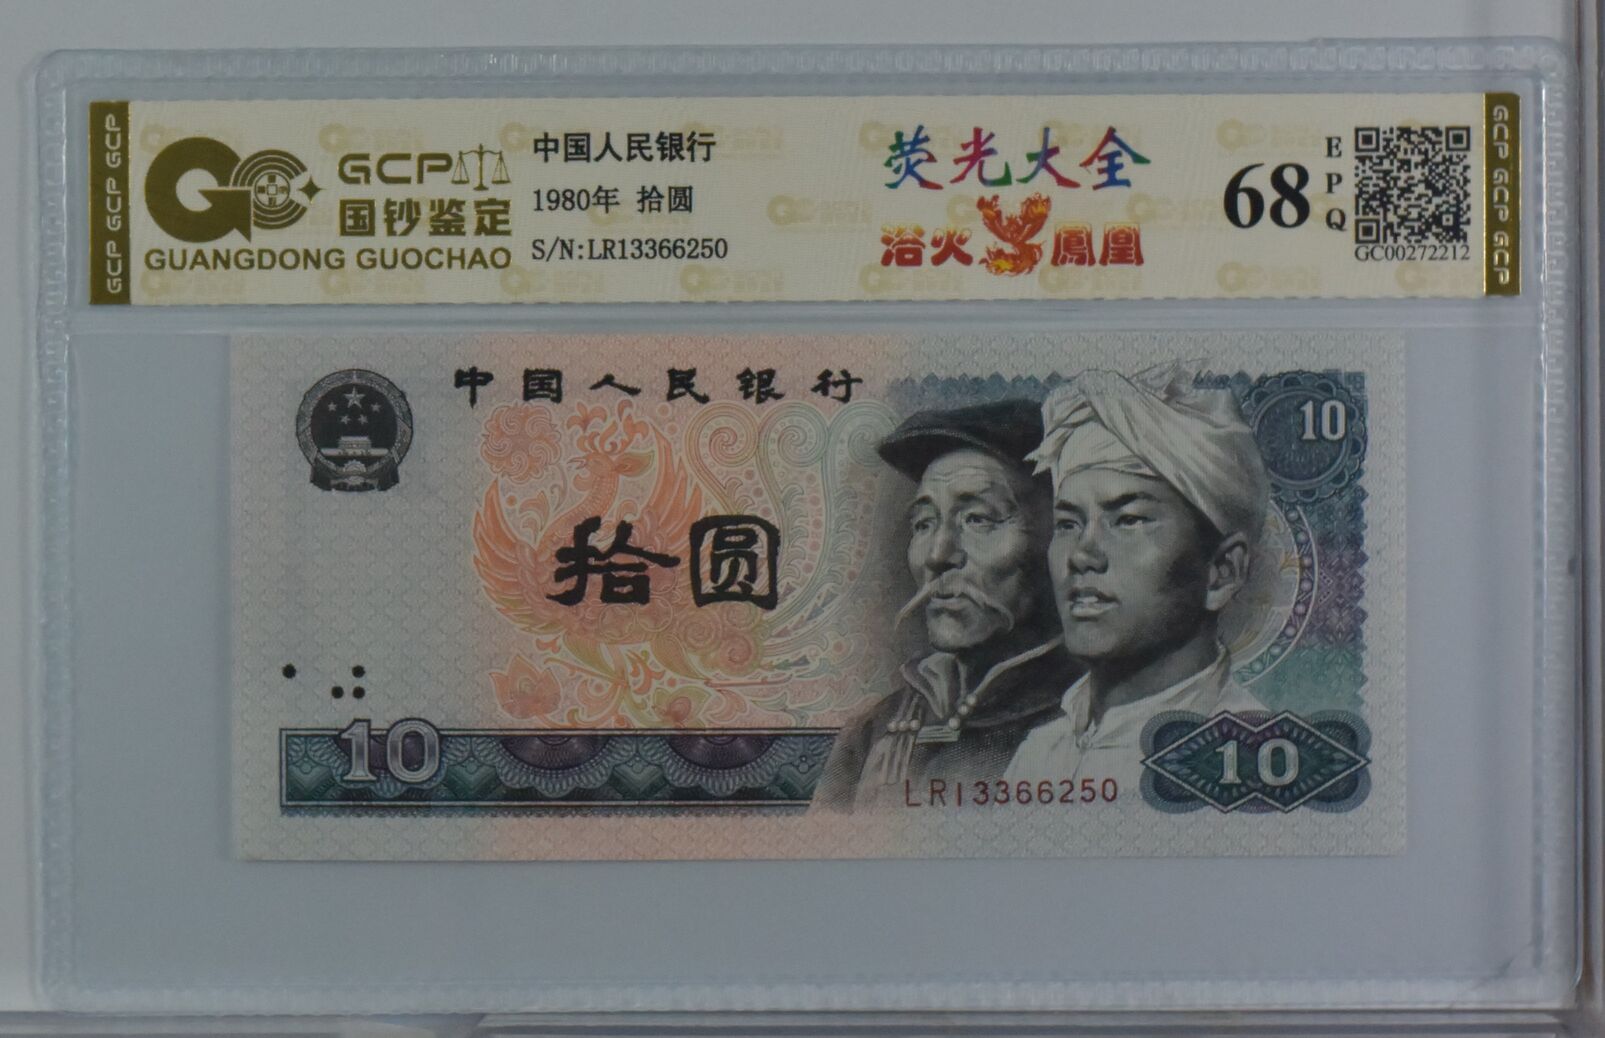 GCP GCP GCP
GCP
国钞鉴定
GUANGDONG GUOCHAO
中国人民银行
1980年 拾圆
S/N:LR13366250
荧光大全
浴火鳳凰
68
EPQ
GC00272212
GCP GCP GCP
中国人民银行
10
拾圆
10
10
LR13366250